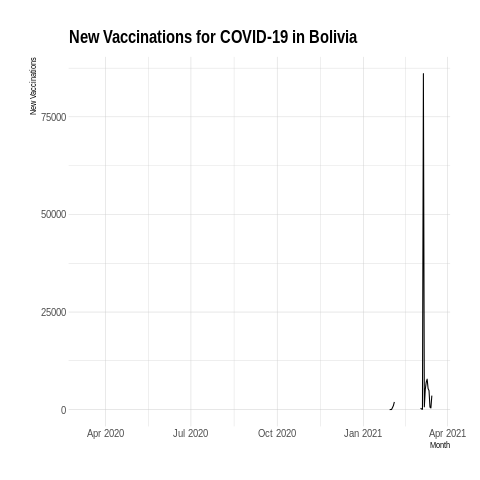 New Vaccinations for COVID-19 in Bolivia
New Vaccinations
75000
50000
25000
0
Apr 2020 Jul 2020 Oct 2020 Jan 2021 Apr 2021
Month